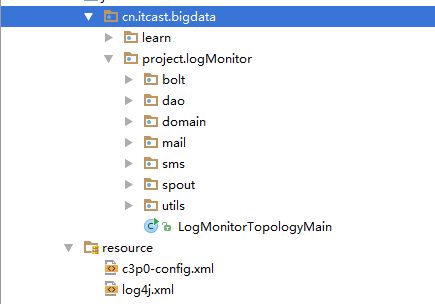 cn.itcast.bigdata
learn
project.logMonitor
bolt
dao
domain
mail
sms
spout
utils
LogMonitorTopologyMain
resource
c3p0-config.xml
log4j.xml